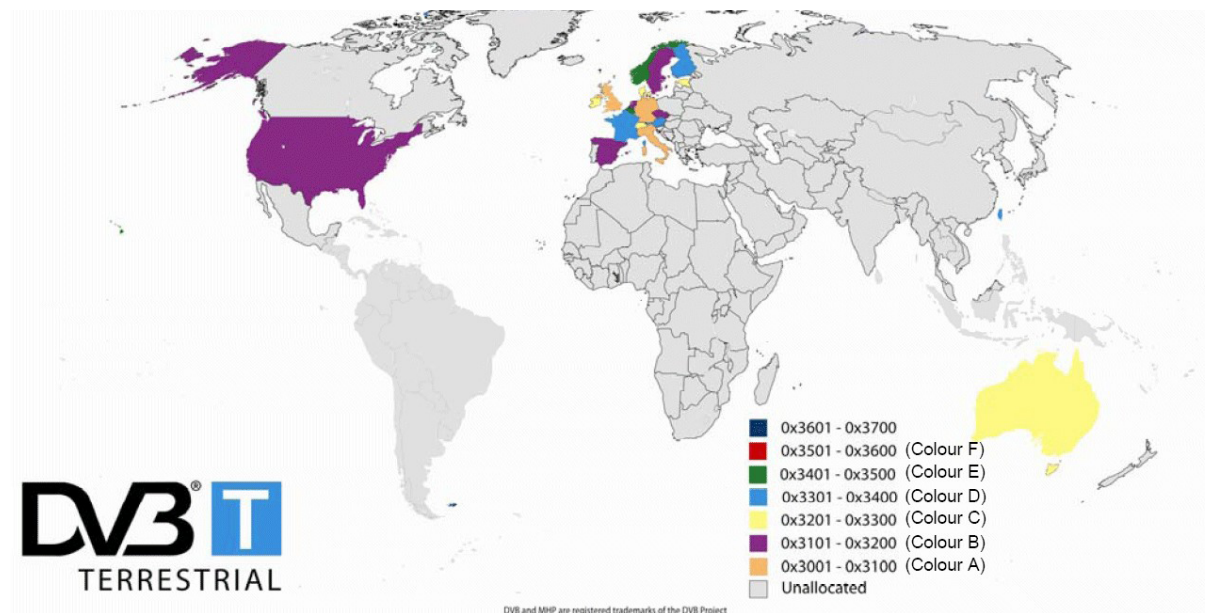 0x3601 - 0x3700
0x3501 - 0x3600 (Colour F)
0x3401 - 0x3500 (Colour E)
0x3301 - 0x3400 (Colour D)
0x3201 - 0x3300 (Colour C)
0x3101 - 0x3200 (Colour B)
0x3001 - 0x3100 (Colour A)
Unallocated
DVB® T
TERRESTRIAL
DVB and MHP are registered trademarks of the DVB Project